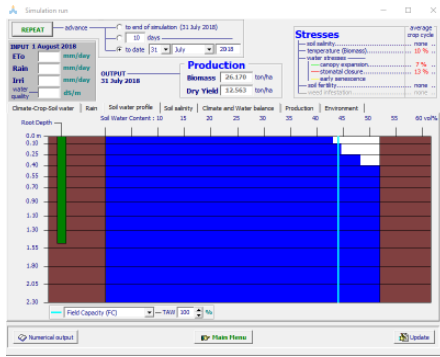 Simulation run
REPEAT
advance
to end of simulation (31 July 2018)
10 days
to date 31 July 2018
INPUT 1 August 2018
ETo mm/day
Rain mm/day
Irri mm/day
water quality dS/m
OUTPUT
31 July 2018
Production
Biomass 26.170 ton/ha
Dry Yield 12.563 ton/ha
Stresses
average
crop cycle
soil salinity none
temperature (Biomass) 10 %
water stresses
canopy expansion 7 %
stomatal closure 13 %
early senescence
soil fertility none
weed infestation none
Climate-Crop-Soil water Rain Soil water profile Soil salinity Climate and Water balance Production Environment
Root Depth
Soil Water Content : 10 15 20 25 30 35 40 45 50 55 60 vol%
0.0 m
0.10
0.25
0.40
0.55
0.70
0.90
1.10
1.30
1.55
1.80
2.05
2.30
Field Capacity (FC) TAW 100 %
Numerical output
Main Menu
Update